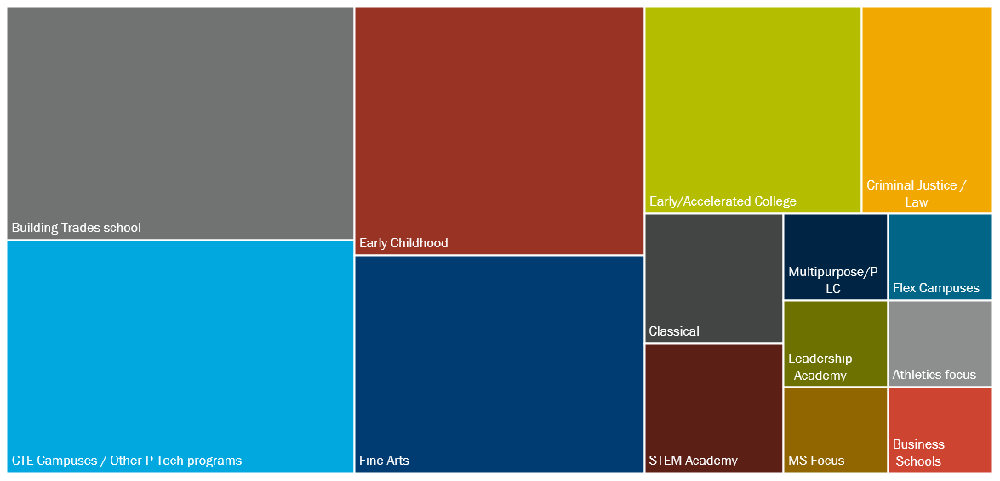 Building Trades school
CTE Campuses / Other P-Tech programs
Early Childhood
Fine Arts
Early/Accelerated College
Criminal Justice /
Law
Classical
STEM Academy
Multipurpose/P
LC
Flex Campuses
Leadership
Academy
Athletics focus
MS Focus
Business
Schools